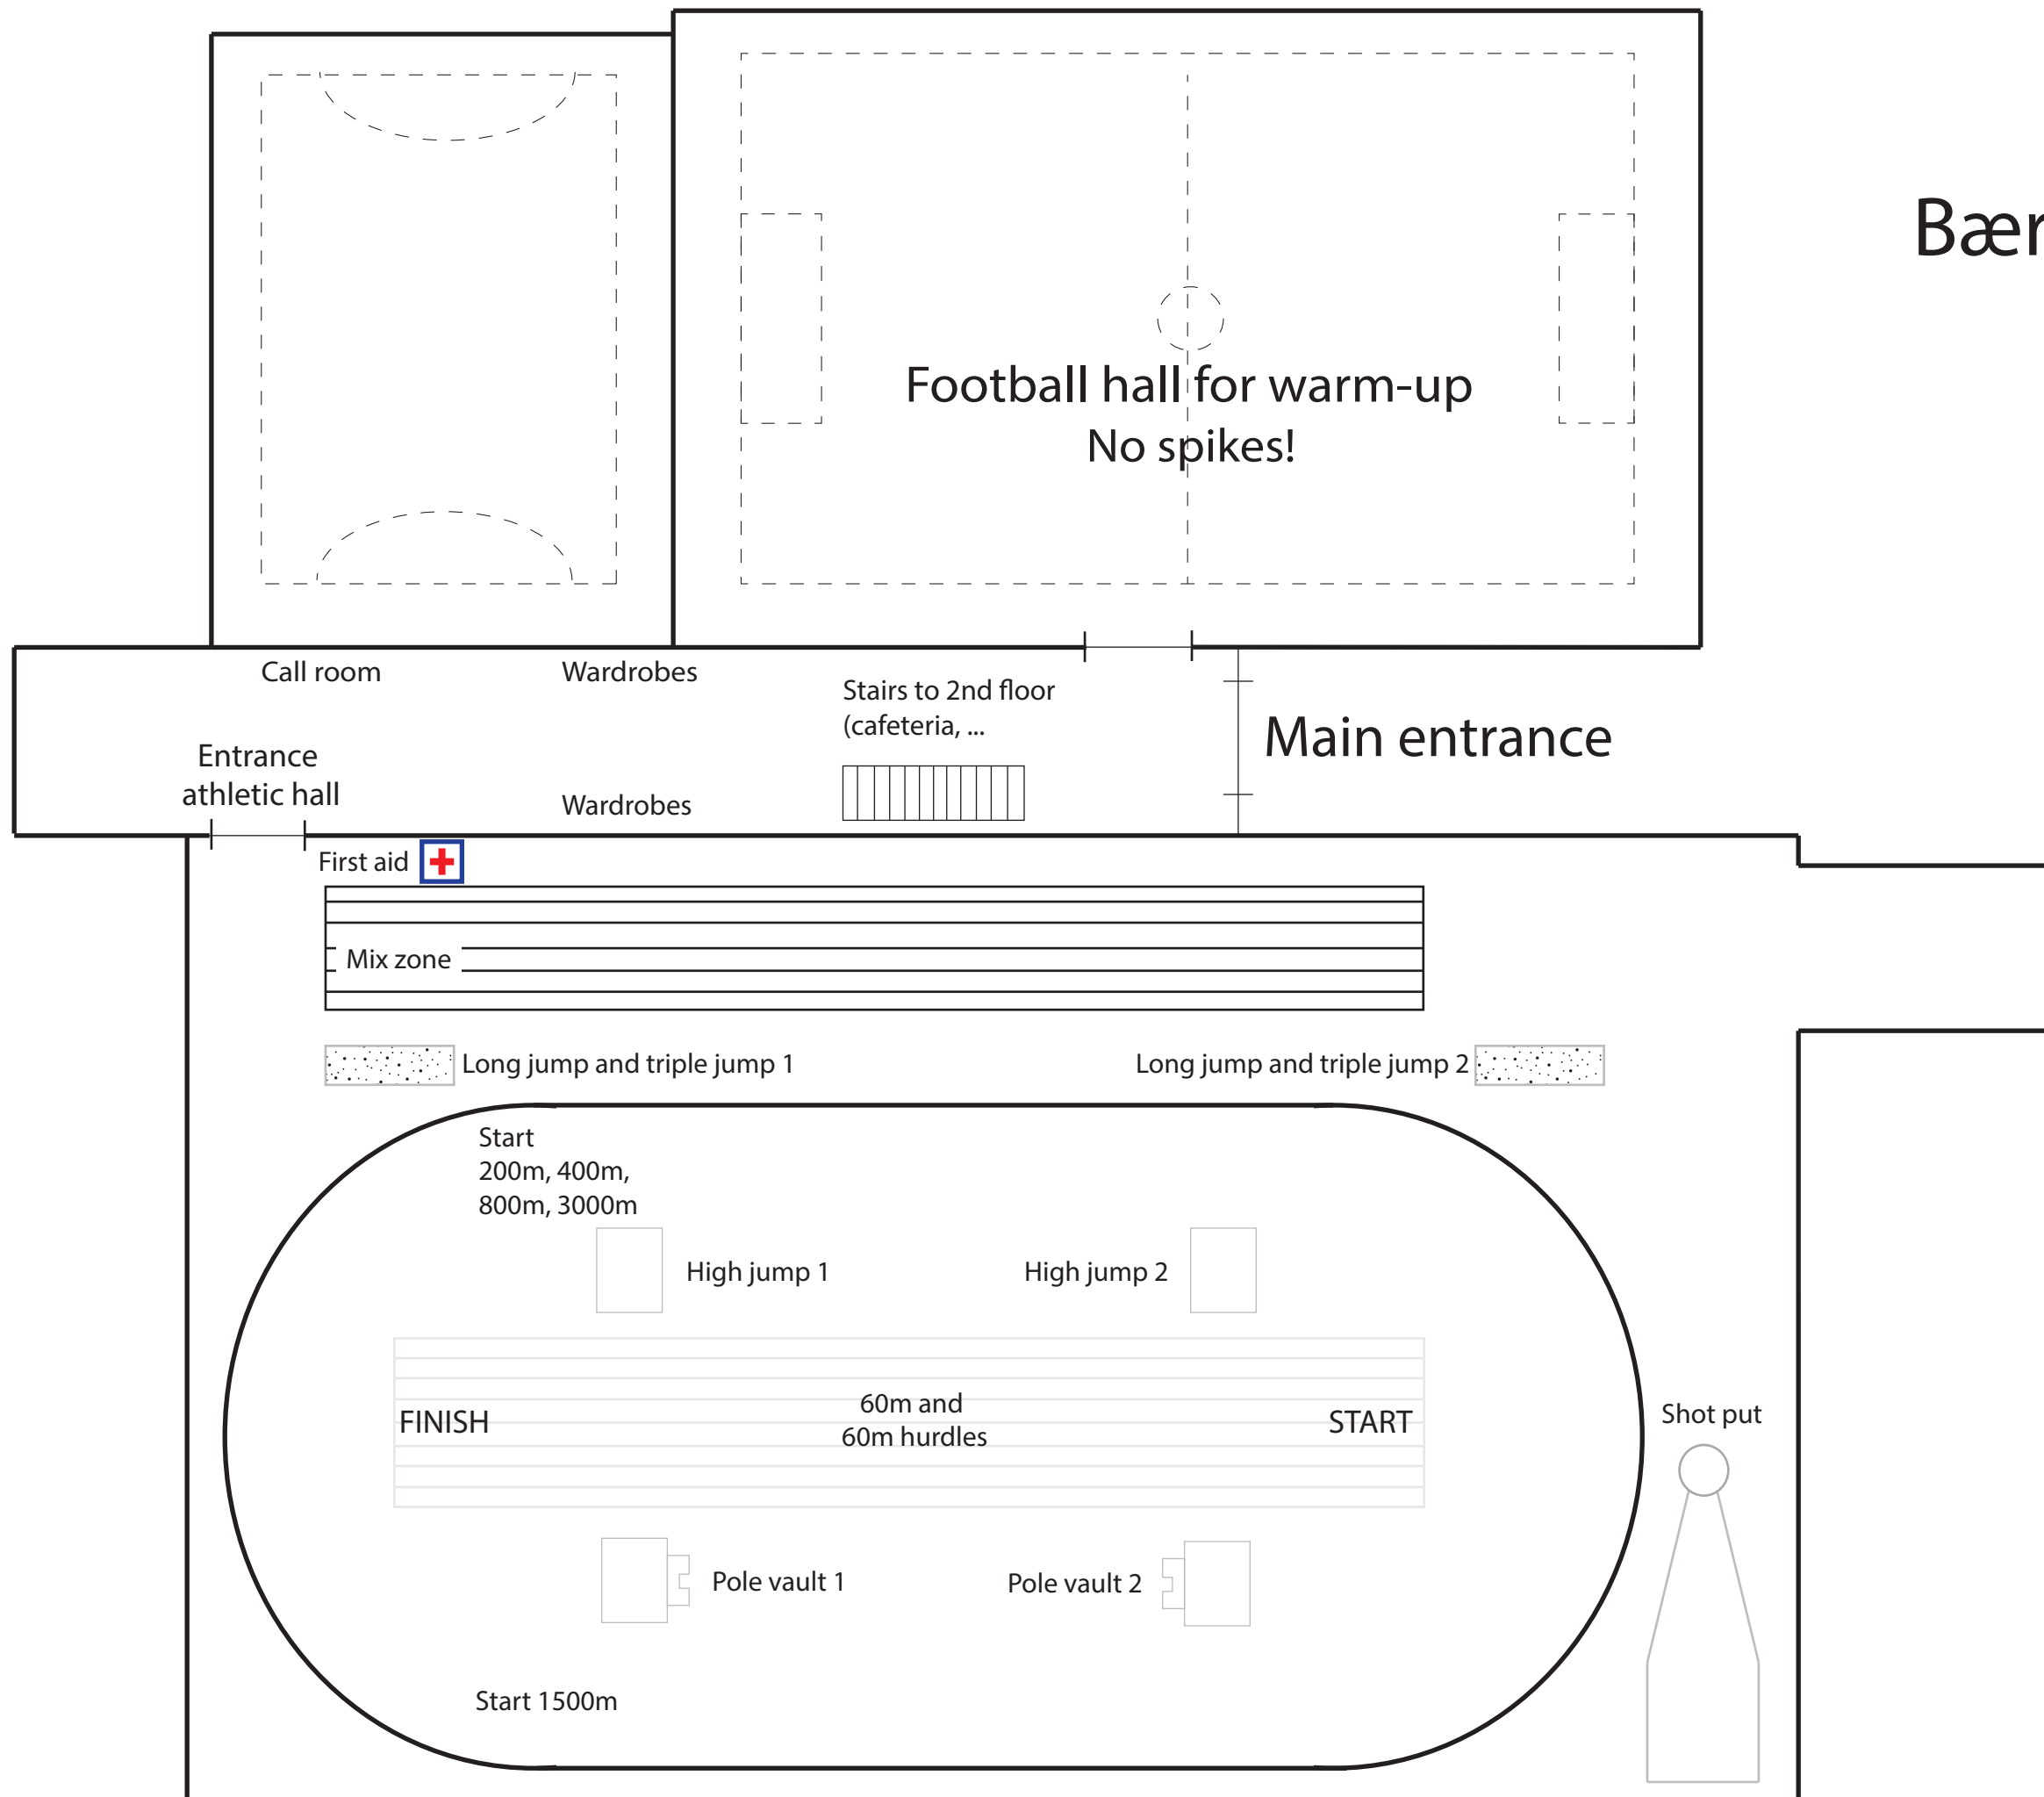 Bær
Football hall for warm-up
No spikes!
Call room
Wardrobes
Stairs to 2nd floor
(cafeteria, ...
Main entrance
Entrance
athletic hall
Wardrobes
First aid
Mix zone
Long jump and triple jump 1
Long jump and triple jump 2
Start
200m, 400m,
800m, 3000m
High jump 1
High jump 2
60m and
60m hurdles
FINISH
START
Shot put
Pole vault 1
Pole vault 2
Start 1500m